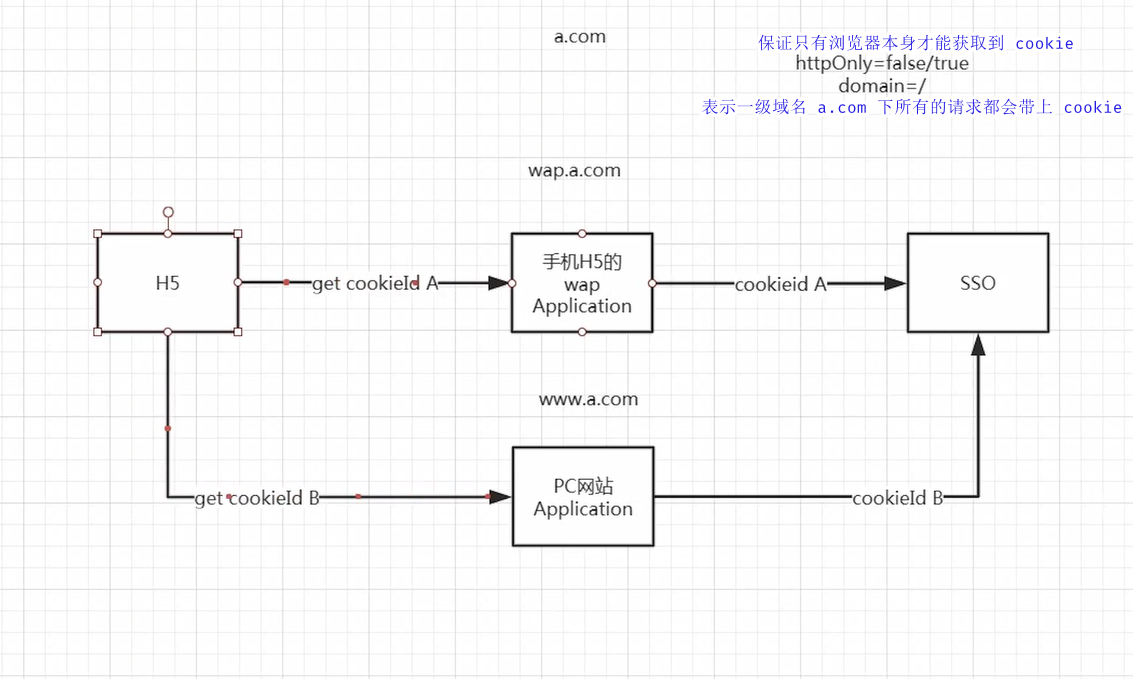 a.com
保证只有浏览器本身才能获取到 cookie
httpOnly=false/true
domain=/
表示一级域名 a.com 下所有的请求都会带上 cookie
wap.a.com
H5
get cookieId A
手机H5的
wap
Application
cookieid A
SSO
www.a.com
get cookieId B
PC网站
Application
cookieId B